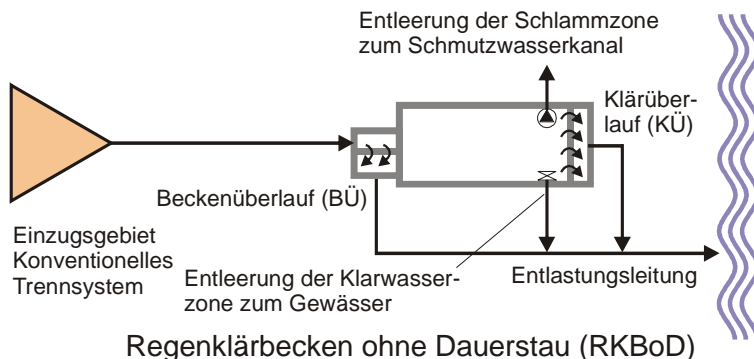 Entleerung der Schlammzone
zum Schmutzwasserkanal
Klärüber-
lauf (KÜ)
Beckenüberlauf (BÜ)
Einzugsgebiet
Konventionelles
Trennsystem
Entleerung der Klarwasser-
zone zum Gewässer
Entlastungsleitung
Regenklärbecken ohne Dauerstau (RKBoD)